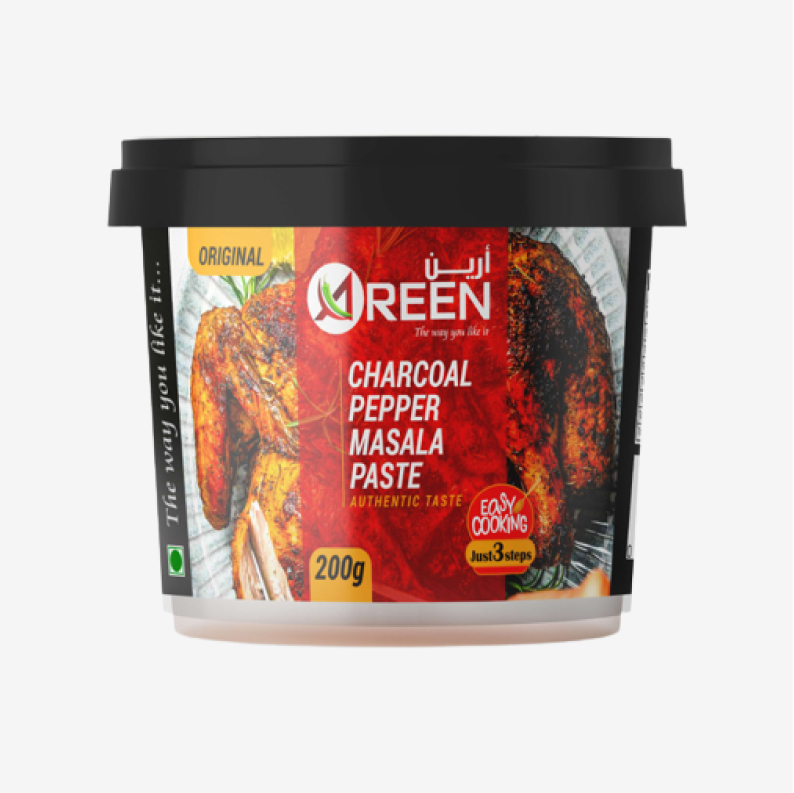 ORIGINAL
أرين
OREEN
The way you like it
CHARCOAL
PEPPER
MASALA
PASTE
AUTHENTIC TASTE
EASY
COOKING
Just 3 steps
200g
The way you like it...